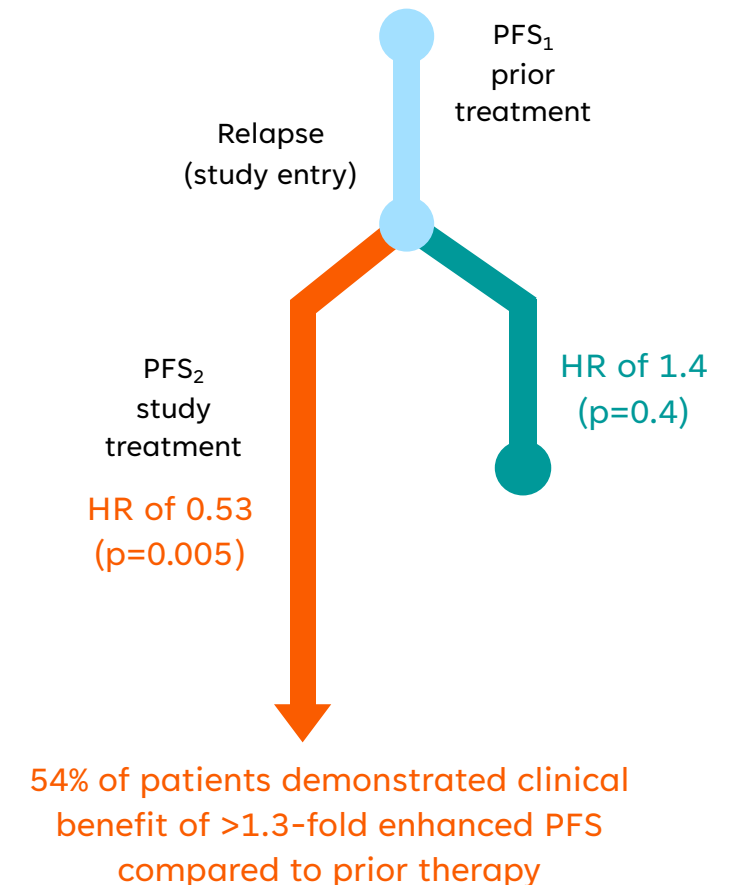 PFS₁
prior
treatment
Relapse
(study entry)
PFS₂
study
treatment
HR of 1.4
(p=0.4)
HR of 0.53
(p=0.005)
54% of patients demonstrated clinical
benefit of >1.3-fold enhanced PFS
compared to prior therapy